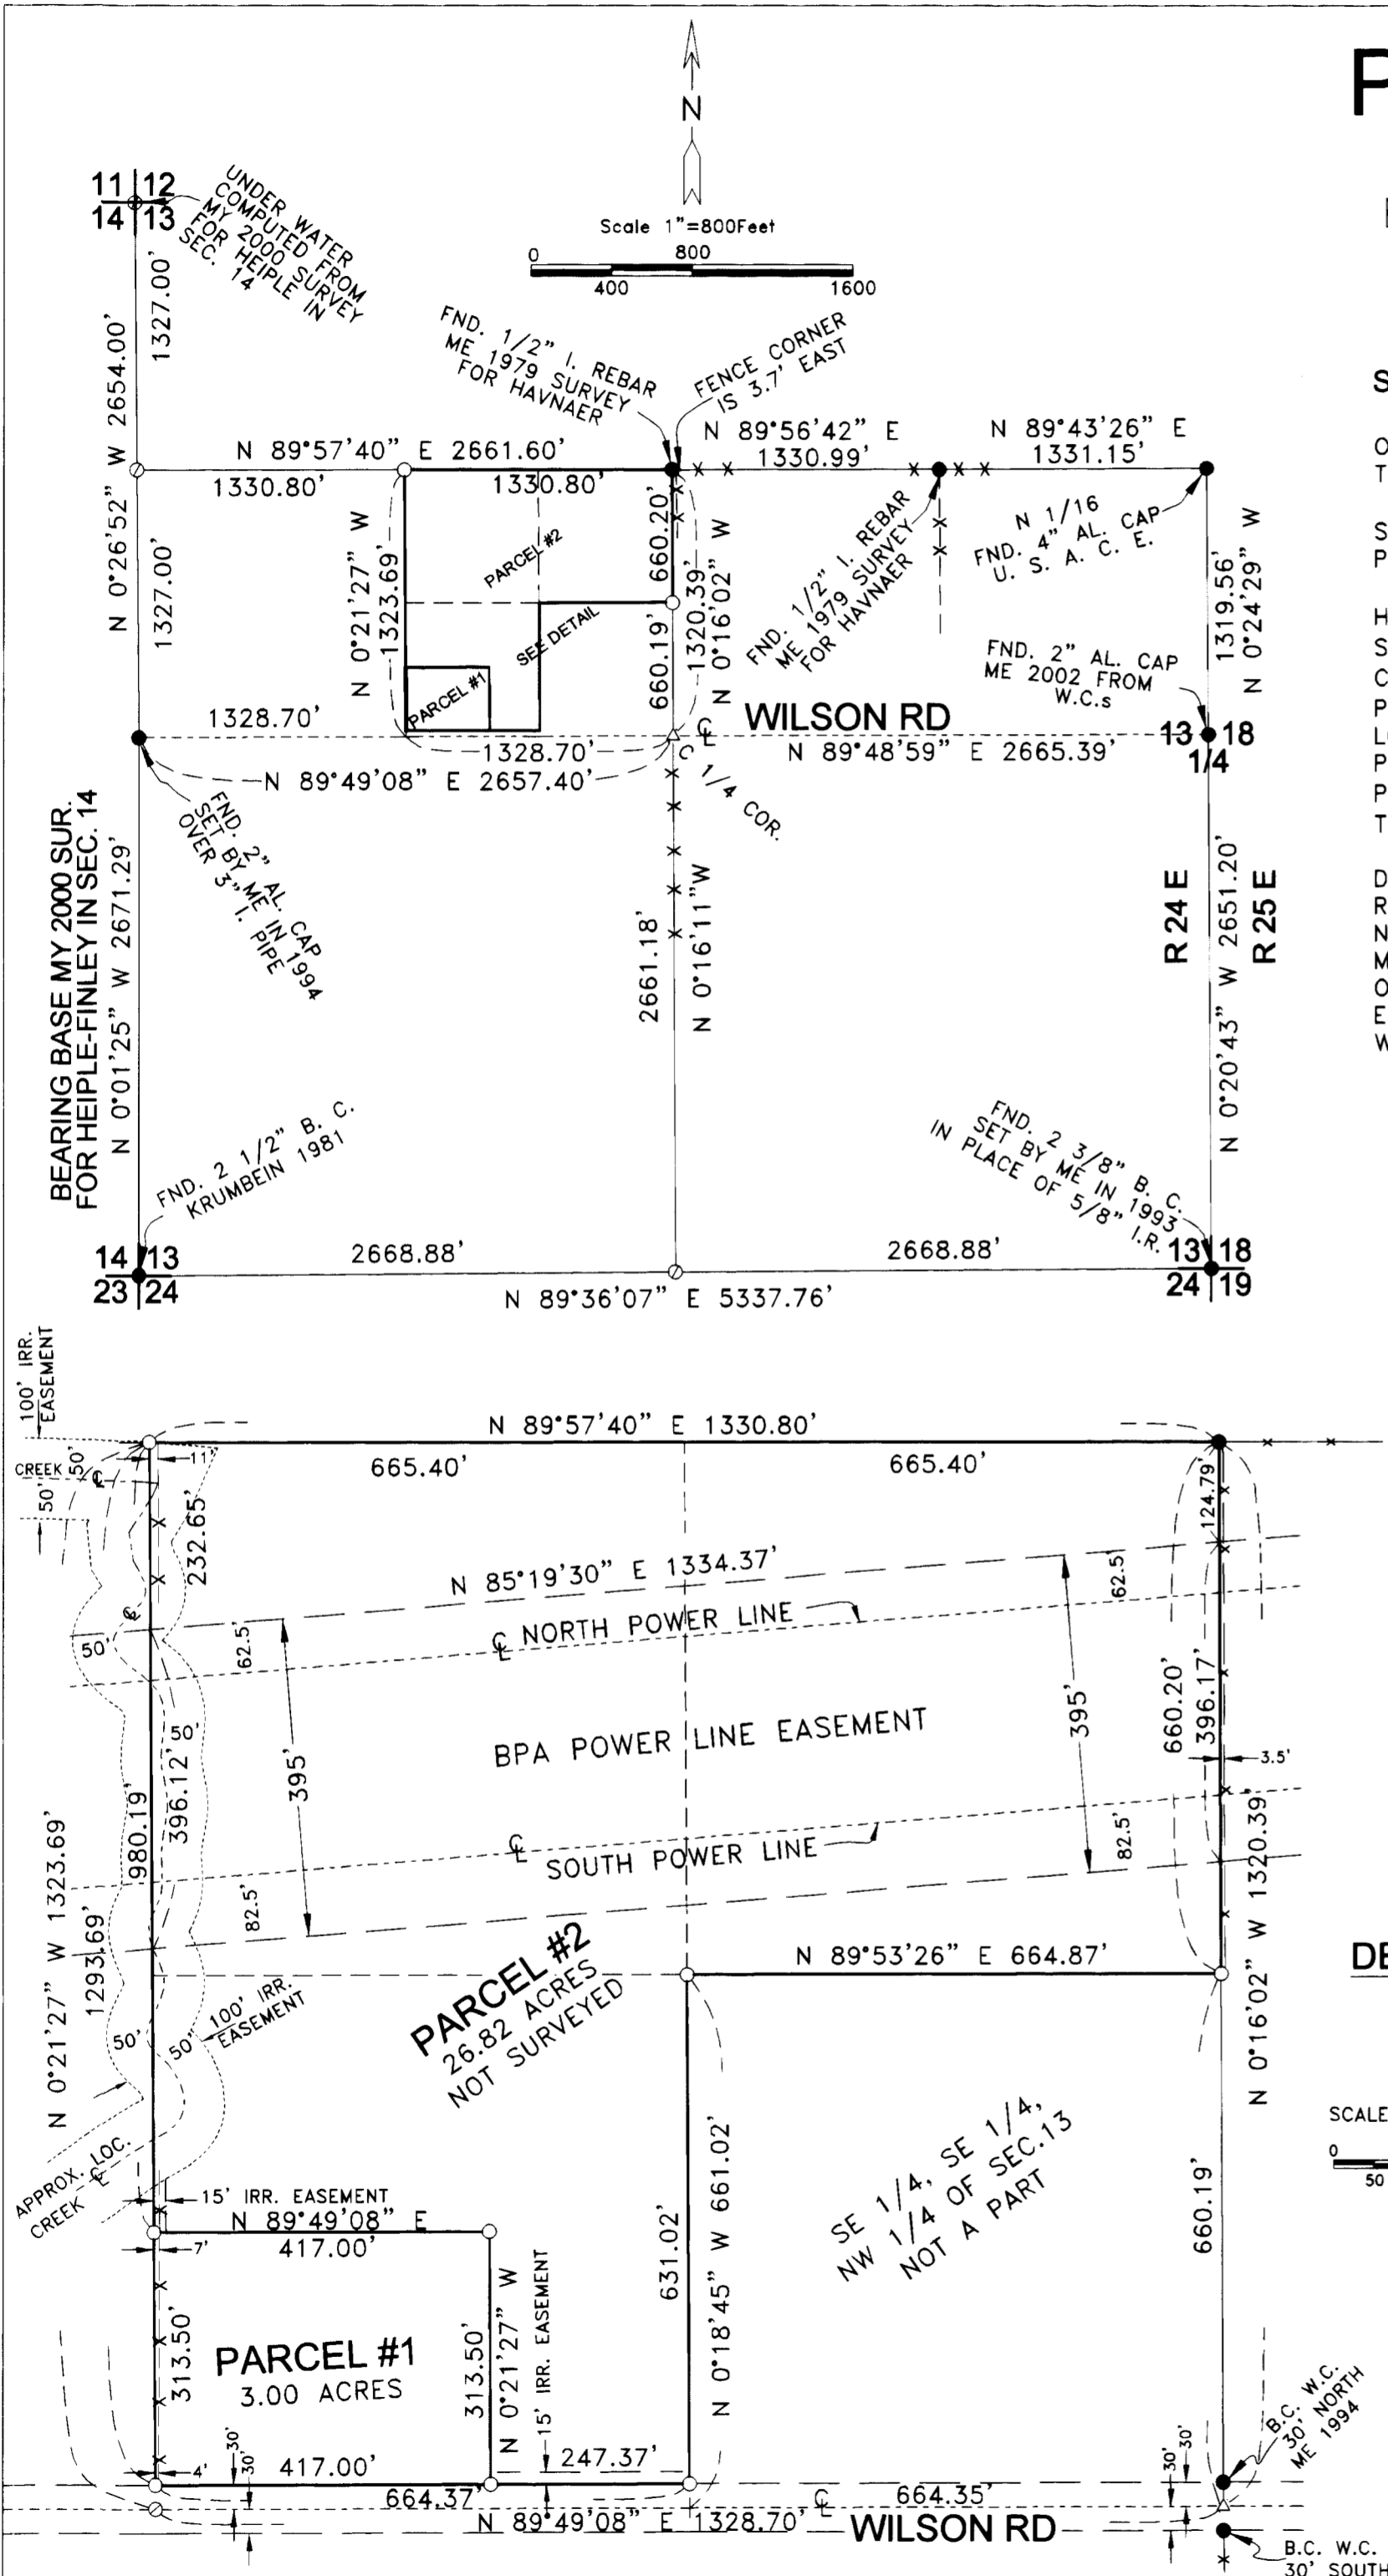 P
N
Scale 1"=800Feet
0 800
400 1600
11 12
14 13
UNDER WATER
COMPUTED FROM
MY 2000 SURVEY
FOR HEIPLE IN
SEC. 14
1327.00'
N 0°26'52" W 2654.00'
1327.00'
FND. 1/2" I. REBAR
ME 1979 SURVEY
FOR HAVNAER
FENCE CORNER
IS 3.7' EAST
N 89°57'40" E 2661.60'
1330.80'
1330.80'
N 89°56'42" E
1330.99'
N 89°43'26" E
1331.15'
N 0°21'27" W
1323.69'
PARCEL #2
SEE DETAIL
PARCEL #1
660.20'
660.19'
1320.39'
N 0°16'02" W
FND. 1/2" I. REBAR
ME 1979 SURVEY
FOR HAVNAER
N 1/16
FND. 4" AL. CAP
U. S. A. C. E.
1319.56'
N 0°24'29" W
FND. 2" AL. CAP
ME 2002 FROM
W.C.s
1328.70'
1328.70'
N 89°49'08" E 2657.40'
℄ WILSON RD
N 89°48'59" E 2665.39'
13 18
1/4
C 1/4 COR.
FND. 2" AL. CAP
SET BY ME IN 1994
OVER 3" I. PIPE
BEARING BASE MY 2000 SUR.
FOR HEIPLE-FINLEY IN SEC. 14
N 0°01'25" W 2671.29'
2661.18'
N 0°16'11"W
R 24 E
N 0°20'43" W 2651.20'
R 25 E
FND. 2 1/2" B. C.
KRUMBEIN 1981
FND. 2 3/8" B. C.
SET BY ME IN 1993
IN PLACE OF 5/8" I.R.
14 13
23 24
2668.88'
2668.88'
13 18
24 19
N 89°36'07" E 5337.76'
S
O
T
S
P
H
S
C
P
L
P
P
T
D
R
N
M
O
E
W
100' IRR.
EASEMENT
N 89°57'40" E 1330.80'
665.40'
665.40'
CREEK ℄
50'
50'
11'
232.65'
124.79'
N 85°19'30" E 1334.37'
62.5'
62.5'
℄ NORTH POWER LINE
℄
50'
395'
BPA POWER LINE EASEMENT
395'
660.20'
396.17'
3.5'
50'
980.19'
396.12'
℄ SOUTH POWER LINE
82.5'
82.5'
N 0°21'27" W 1323.69'
1293.69'
N 0°16'02" W 1320.39'
PARCEL #2
26.82 ACRES
NOT SURVEYED
N 89°53'26" E 664.87'
DE
100' IRR.
EASEMENT
50'
50'
APPROX. LOC.
CREEK ℄
15' IRR. EASEMENT
N 89°49'08" E
417.00'
7'
631.02'
N 0°18'45" W 661.02'
SE 1/4, SE 1/4,
NW 1/4 OF SEC.13
NOT A PART
660.19'
SCALE
0
50
313.50'
PARCEL #1
3.00 ACRES
313.50'
N 0°21'27" W
15' IRR. EASEMENT
4'
417.00'
30'
30'
247.37'
664.37'
℄
664.35'
30'
30'
B.C. W.C.
30' NORTH
ME 1994
N 89°49'08" E 1328.70'
WILSON RD
B.C. W.C.
30' SOUTH